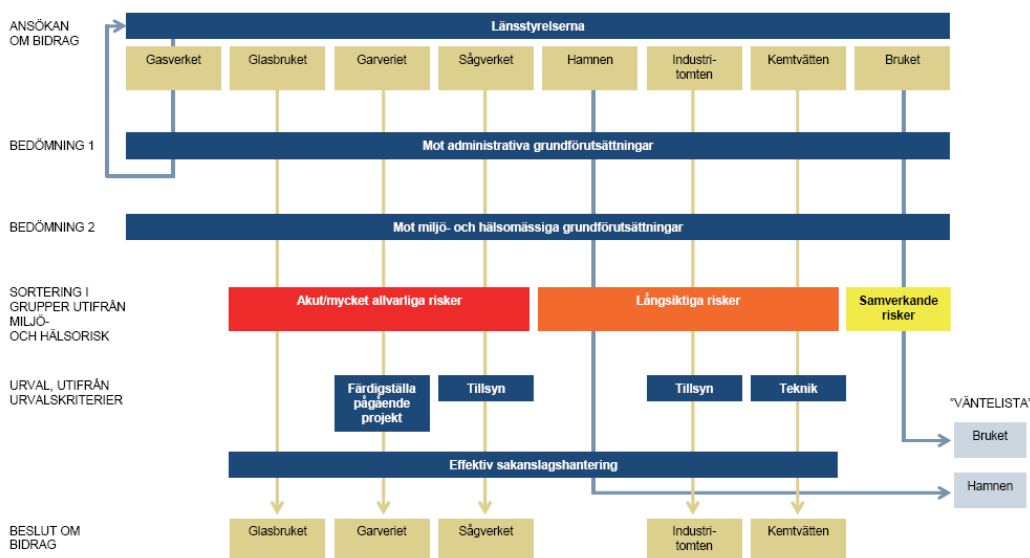 ANSÖKAN
OM BIDRAG
Länsstyrelserna
Gasverket
Glasbruket
Garveriet
Sågverket
Hamnen
Industri-
tomten
Kemtvätten
Bruket
BEDÖMNING 1
Mot administrativa grundförutsättningar
BEDÖMNING 2
Mot miljö- och hälsomässiga grundförutsättningar
SORTERING I
GRUPPER UTIFRÅN
MILJÖ-
OCH HÄLSORISK
Akut/mycket allvarliga risker
Långsiktiga risker
Samverkande
risker
URVAL, UTIFRÅN
URVALSKRITERIER
Färdigställa
pågående
projekt
Tillsyn
Tillsyn
Teknik
"VÄNTELISTA"
Bruket
Effektiv sakanslagshantering
Hamnen
BESLUT OM
BIDRAG
Glasbruket
Garveriet
Sågverket
Industri-
tomten
Kemtvätten